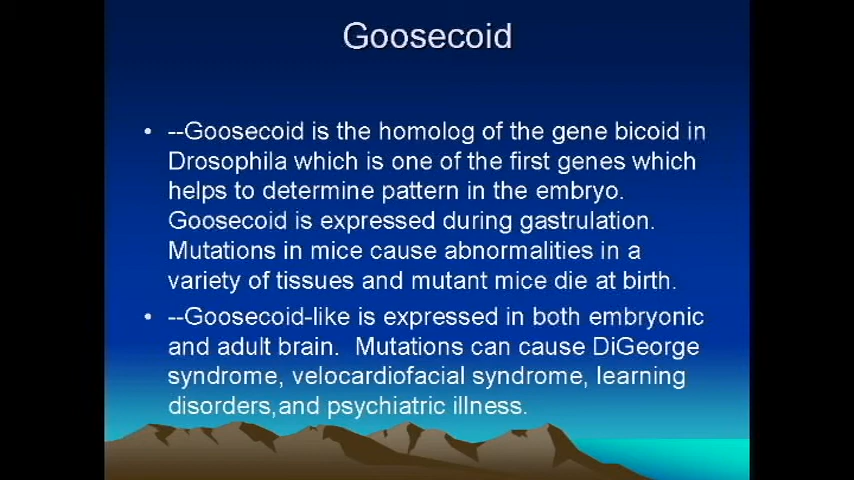 Goosecoid
• --Goosecoid is the homolog of the gene bicoid in
Drosophila which is one of the first genes which
helps to determine pattern in the embryo.
Goosecoid is expressed during gastrulation.
Mutations in mice cause abnormalities in a
variety of tissues and mutant mice die at birth.
• --Goosecoid-like is expressed in both embryonic
and adult brain.  Mutations can cause DiGeorge
syndrome, velocardiofacial syndrome, learning
disorders,and psychiatric illness.